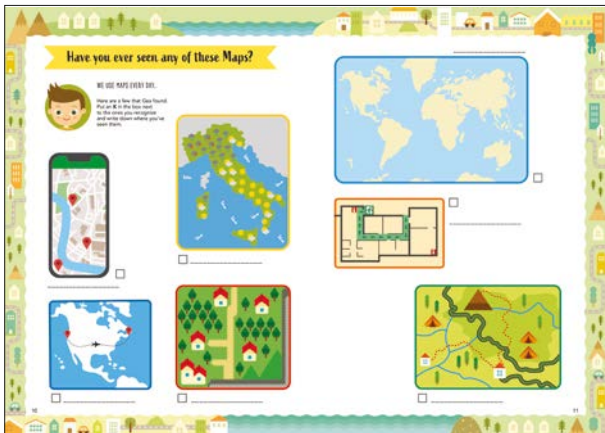 Have you ever seen any of these Maps?
WE USE MAPS EVERY DAY.
Here are a few that Geo found.
Put an X in the box next
to the ones you recognize
and write down where you've
seen them.
10
11